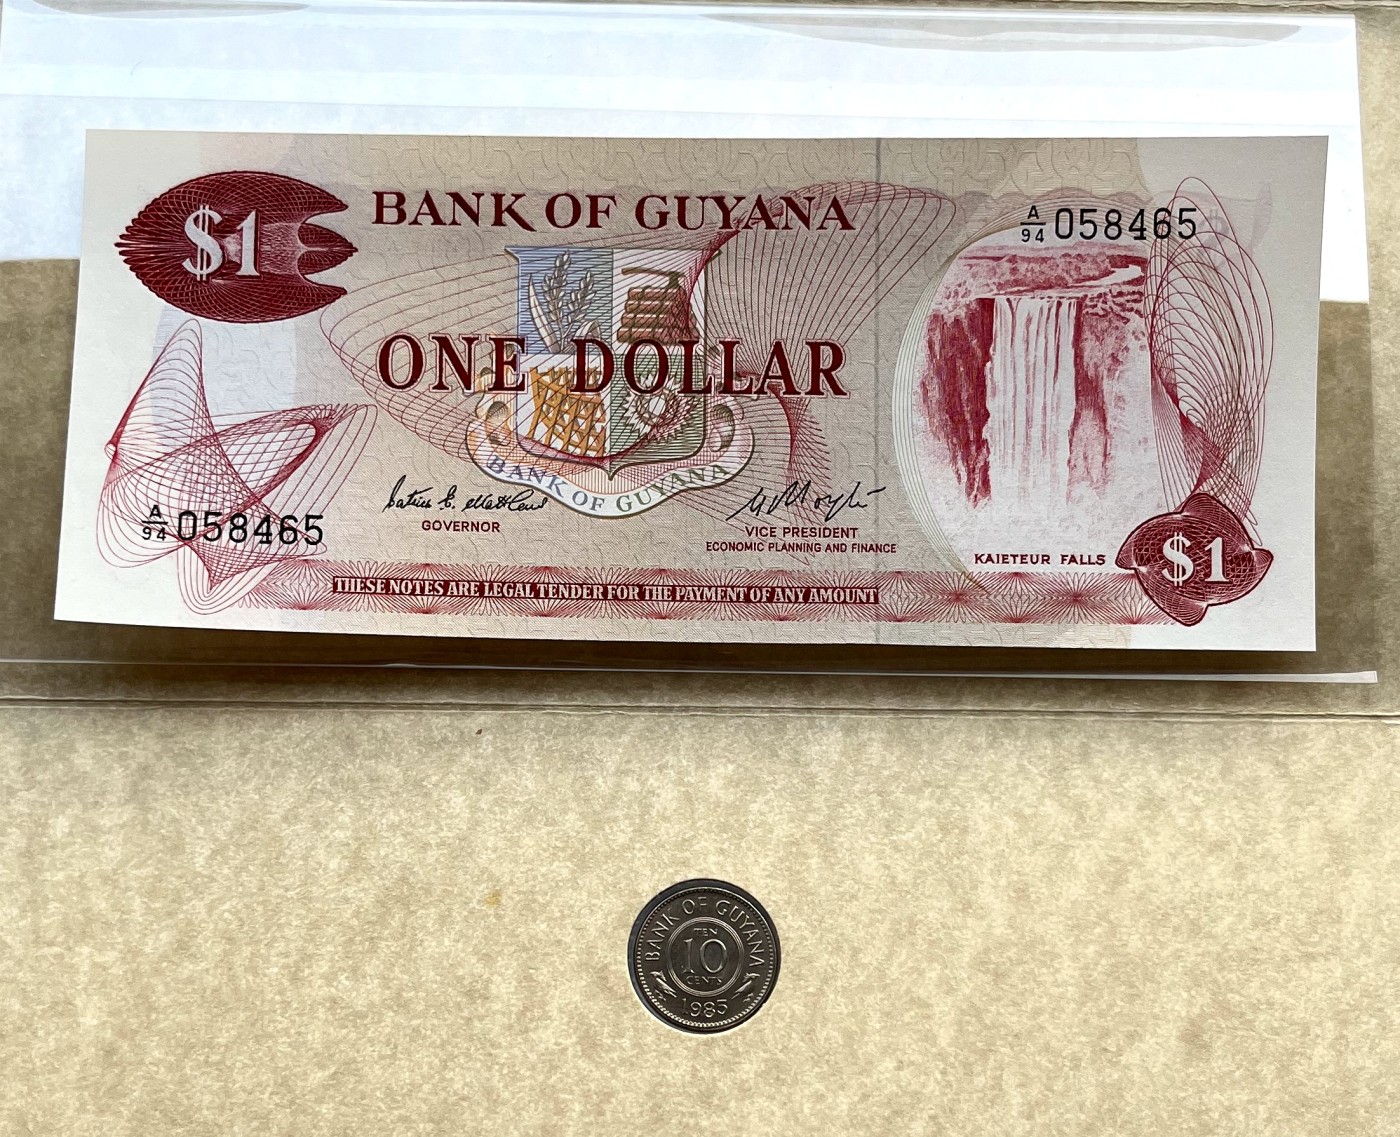 $1
BANK OF GUYANA
A/94 058465
ONE DOLLAR
BANK OF GUYANA
GOVERNOR
VICE PRESIDENT
ECONOMIC PLANNING AND FINANCE
A/94 058465
KAIETEUR FALLS
$1
THESE NOTES ARE LEGAL TENDER FOR THE PAYMENT OF ANY AMOUNT
BANK OF GUYANA
TEN
10
CENTS
1985